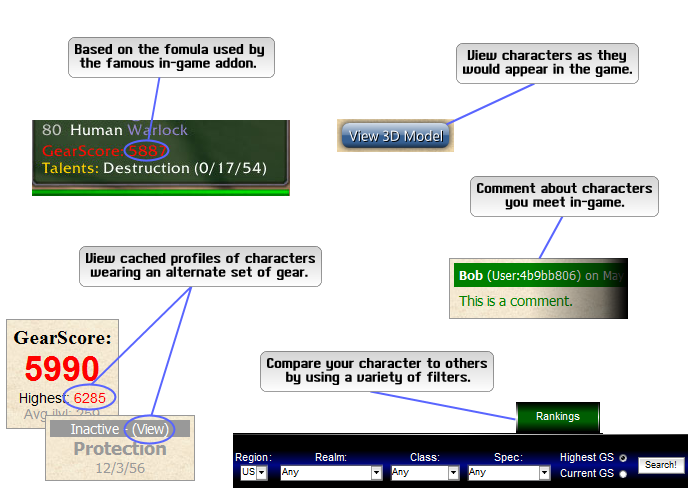 Based on the fomula used by
the famous in-game addon.
View characters as they
would appear in the game.
80 Human Warlock
GearScore: 5887
Talents: Destruction (0/17/54)
View 3D Model
Comment about characters
you meet in-game.
Bob (User:4b9bb806) on May
This is a comment.
View cached profiles of characters
wearing an alternate set of gear.
GearScore:
5990
Highest: 6285
Avg ilvl: 259
Inactive - (View)
Protection
12/3/56
Compare your character to others
by using a variety of filters.
Rankings
Region: Realm: Class: Spec: Highest GS
US Any Any Any Current GS Search!